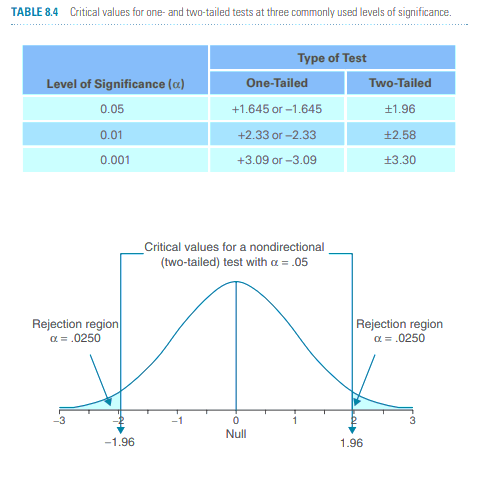 TABLE 8.4 Critical values for one- and two-tailed tests at three commonly used levels of significance.
Type of Test
Level of Significance (α) One-Tailed Two-Tailed
0.05 +1.645 or –1.645 ±1.96
0.01 +2.33 or –2.33 ±2.58
0.001 +3.09 or –3.09 ±3.30
Critical values for a nondirectional
(two-tailed) test with α = .05
Rejection region Rejection region
α = .0250 α = .0250
–3 –2 –1 0 1 2 3
Null
–1.96 1.96